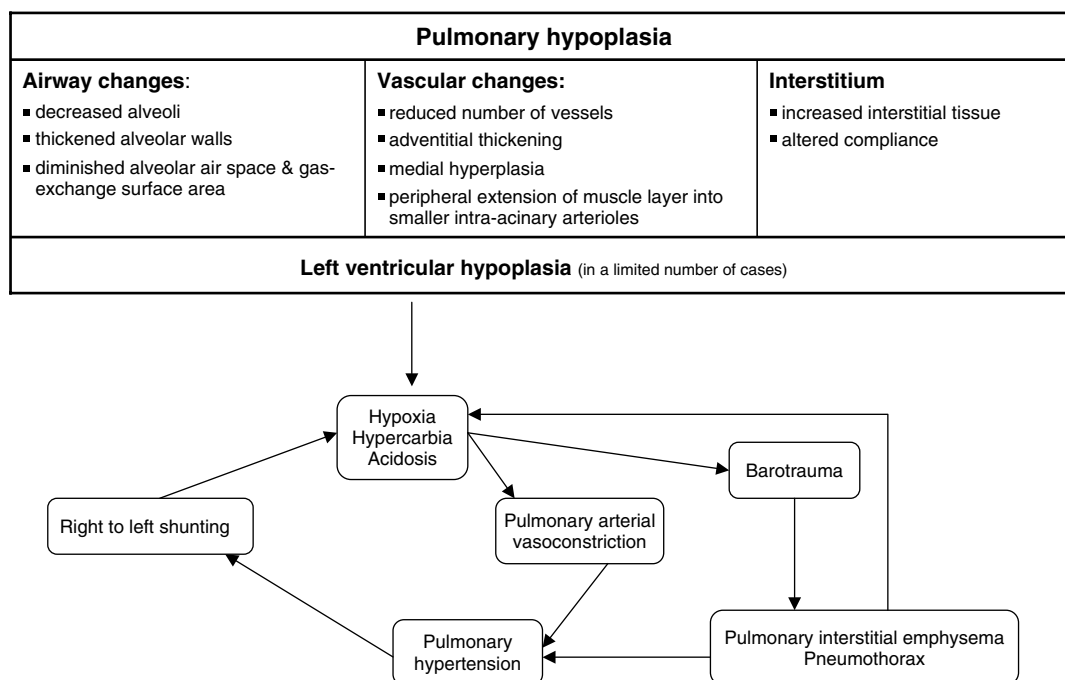 Pulmonary hypoplasia
Airway changes:
▪ decreased alveoli
▪ thickened alveolar walls
▪ diminished alveolar air space & gas-
exchange surface area
Vascular changes:
▪ reduced number of vessels
▪ adventitial thickening
▪ medial hyperplasia
▪ peripheral extension of muscle layer into
smaller intra-acinary arterioles
Interstitium
▪ increased interstitial tissue
▪ altered compliance
Left ventricular hypoplasia (in a limited number of cases)
Hypoxia
Hypercarbia
Acidosis
Barotrauma
Right to left shunting
Pulmonary arterial
vasoconstriction
Pulmonary
hypertension
Pulmonary interstitial emphysema
Pneumothorax